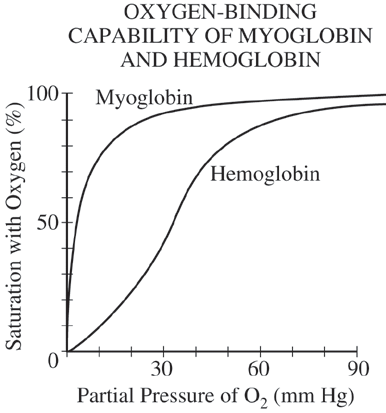 OXYGEN-BINDING
CAPABILITY OF MYOGLOBIN
AND HEMOGLOBIN
Saturation with Oxygen (%)
100
50
0
Myoglobin
Hemoglobin
30
60
90
Partial Pressure of O₂ (mm Hg)